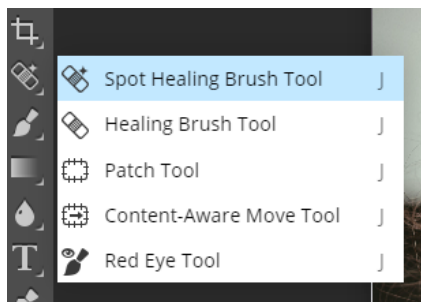 Spot Healing Brush Tool J
Healing Brush Tool J
Patch Tool J
Content-Aware Move Tool J
Red Eye Tool J
T